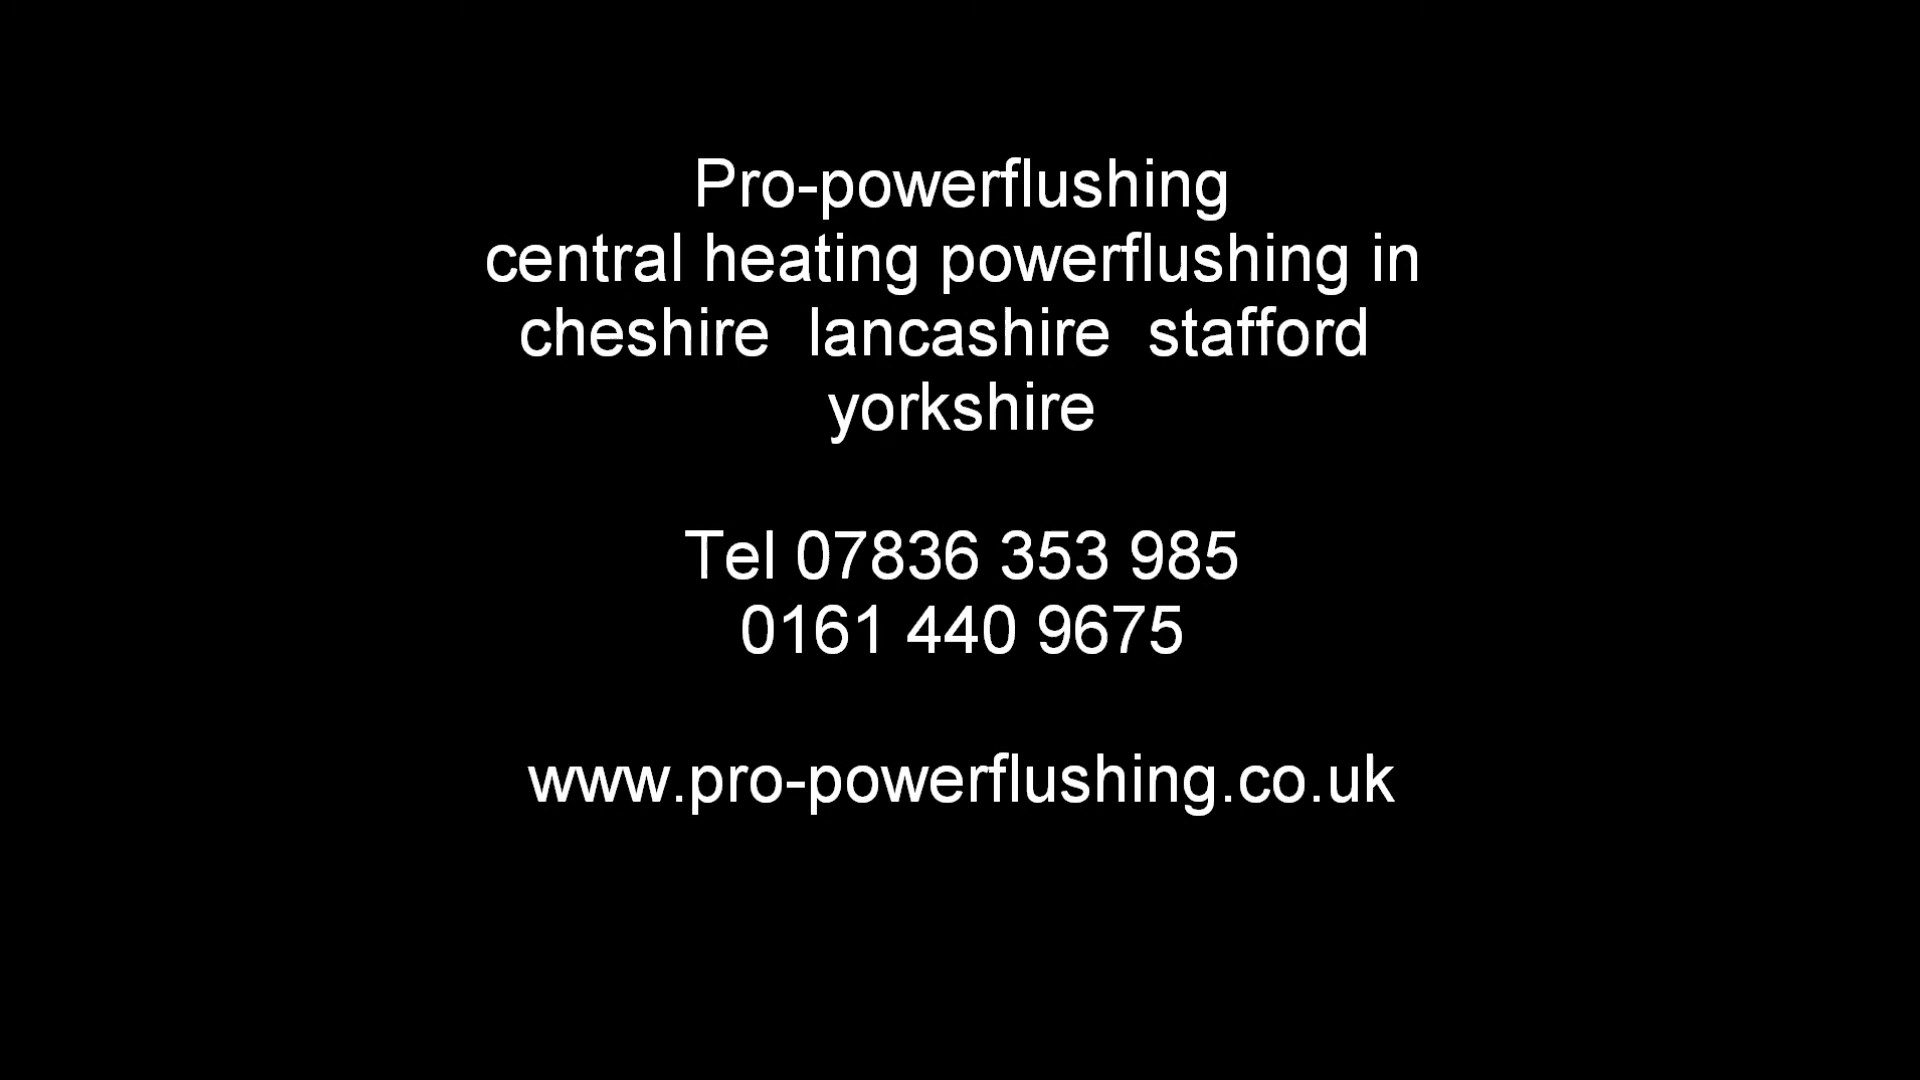 Pro-powerflushing
central heating powerflushing in
cheshire  lancashire  stafford
yorkshire
Tel 07836 353 985
0161 440 9675
www.pro-powerflushing.co.uk